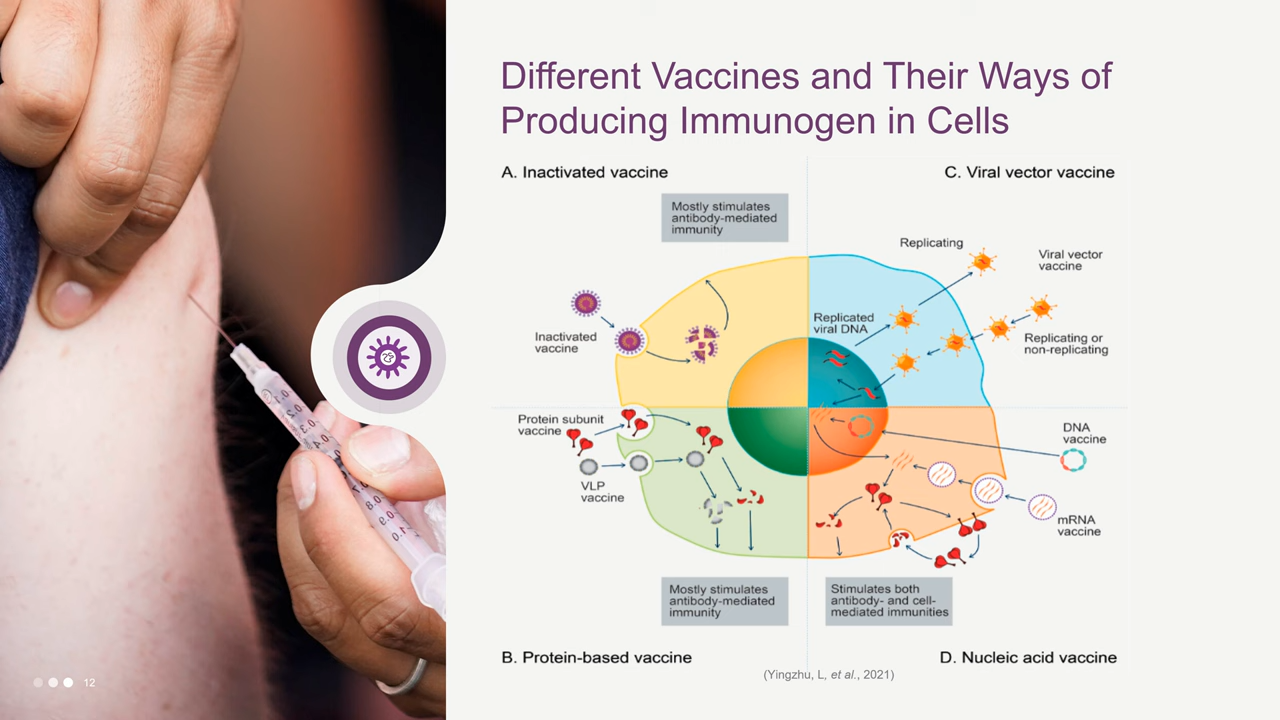 Different Vaccines and Their Ways of
Producing Immunogen in Cells
A. Inactivated vaccine
C. Viral vector vaccine
Mostly stimulates
antibody-mediated
immunity
Replicating
Viral vector
vaccine
Replicated
viral DNA
Inactivated
vaccine
Replicating or
non-replicating
Protein subunit
vaccine
DNA
vaccine
VLP
vaccine
mRNA
vaccine
Mostly stimulates
antibody-mediated
immunity
Stimulates both
antibody- and cell-
mediated immunities
B. Protein-based vaccine
D. Nucleic acid vaccine
(Yingzhu, L, et al., 2021)
12